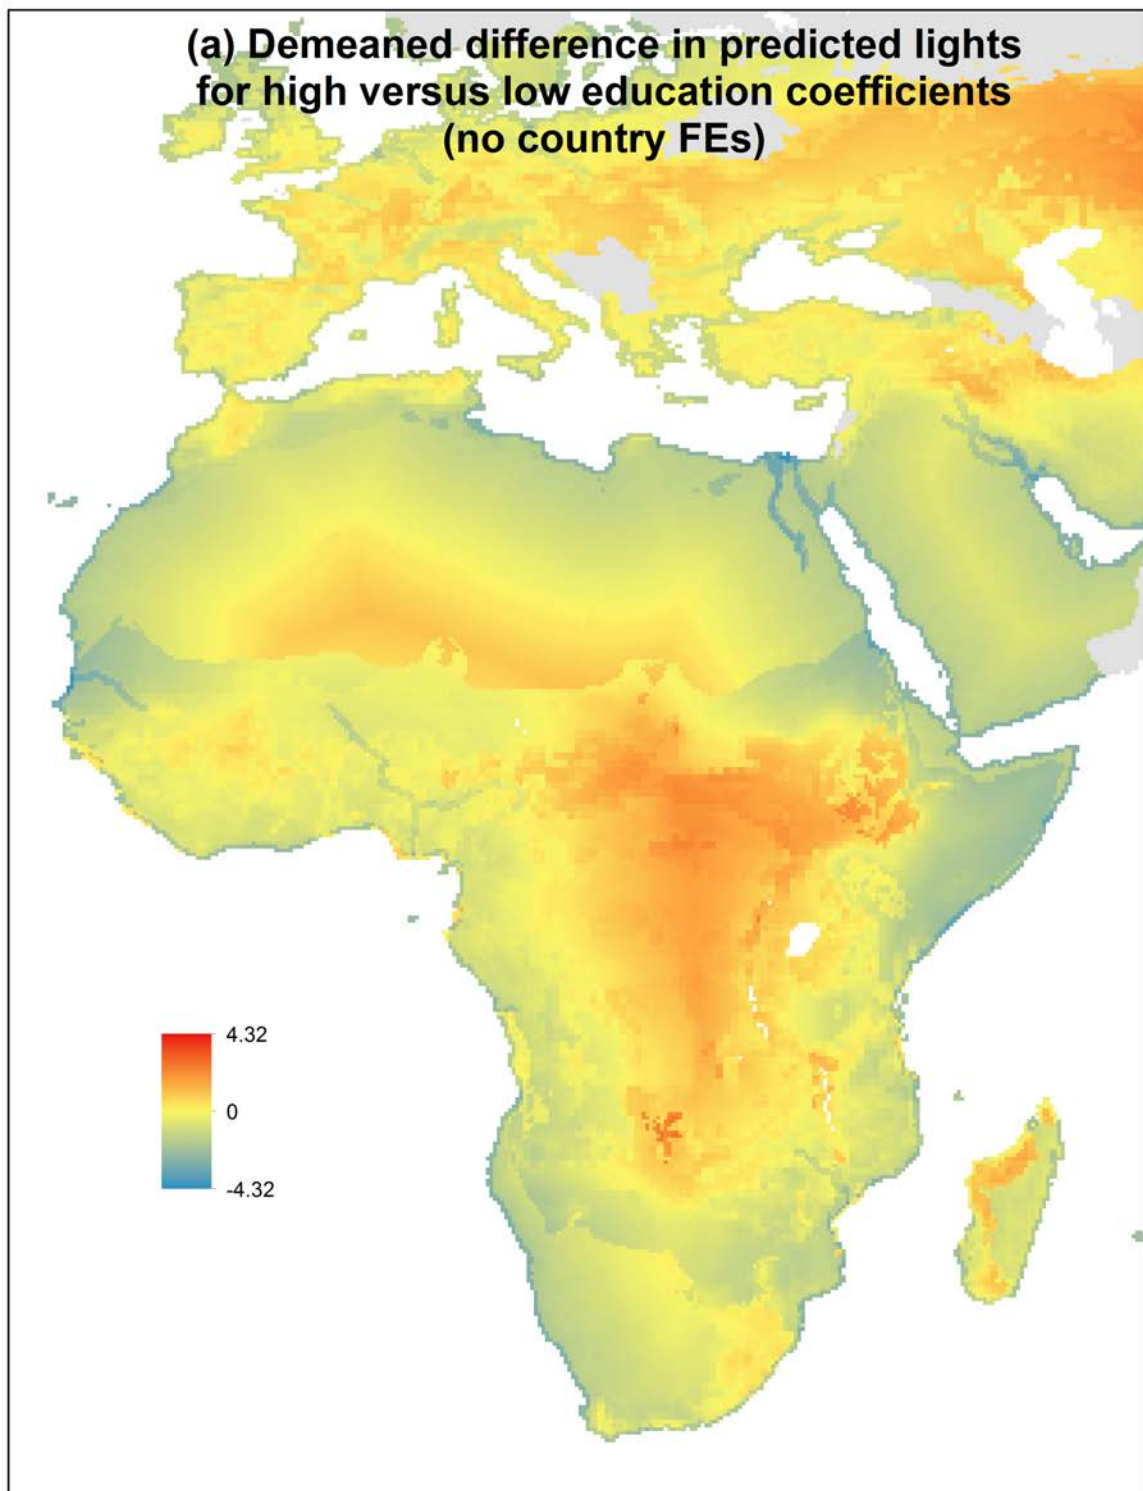 (a) Demeaned difference in predicted lights
for high versus low education coefficients
(no country FEs)
4.32
0
-4.32